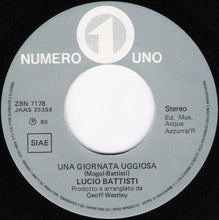 NUMERO 1 UNO
ZBN 7178
JKAS 35358
℗ 80
SIAE
Stereo
Ed. Mus.
Acqua
Azzurra/R
UNA GIORNATA UGGIOSA
(Mogol-Battisti)
LUCIO BATTISTI
Prodotto e arrangiato da
Geoff Westley